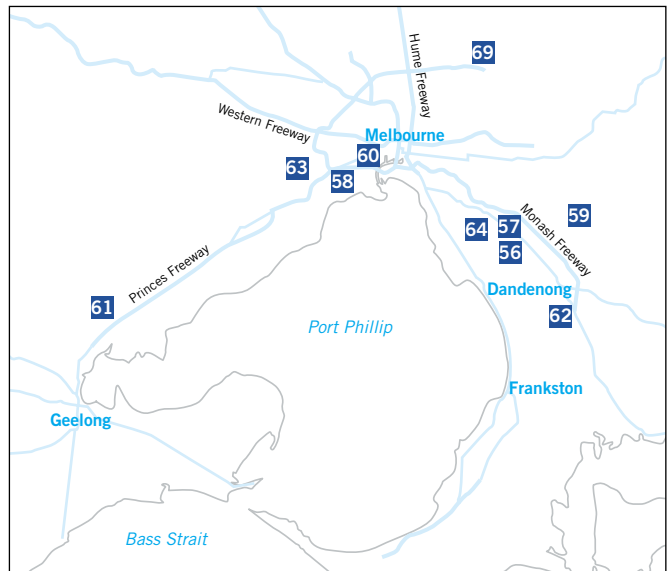 69
Hume Freeway
Western Freeway
Melbourne
60
63
58
59
64
57
Monash Freeway
56
Princes Freeway
Dandenong
61
62
Port Phillip
Frankston
Geelong
Bass Strait